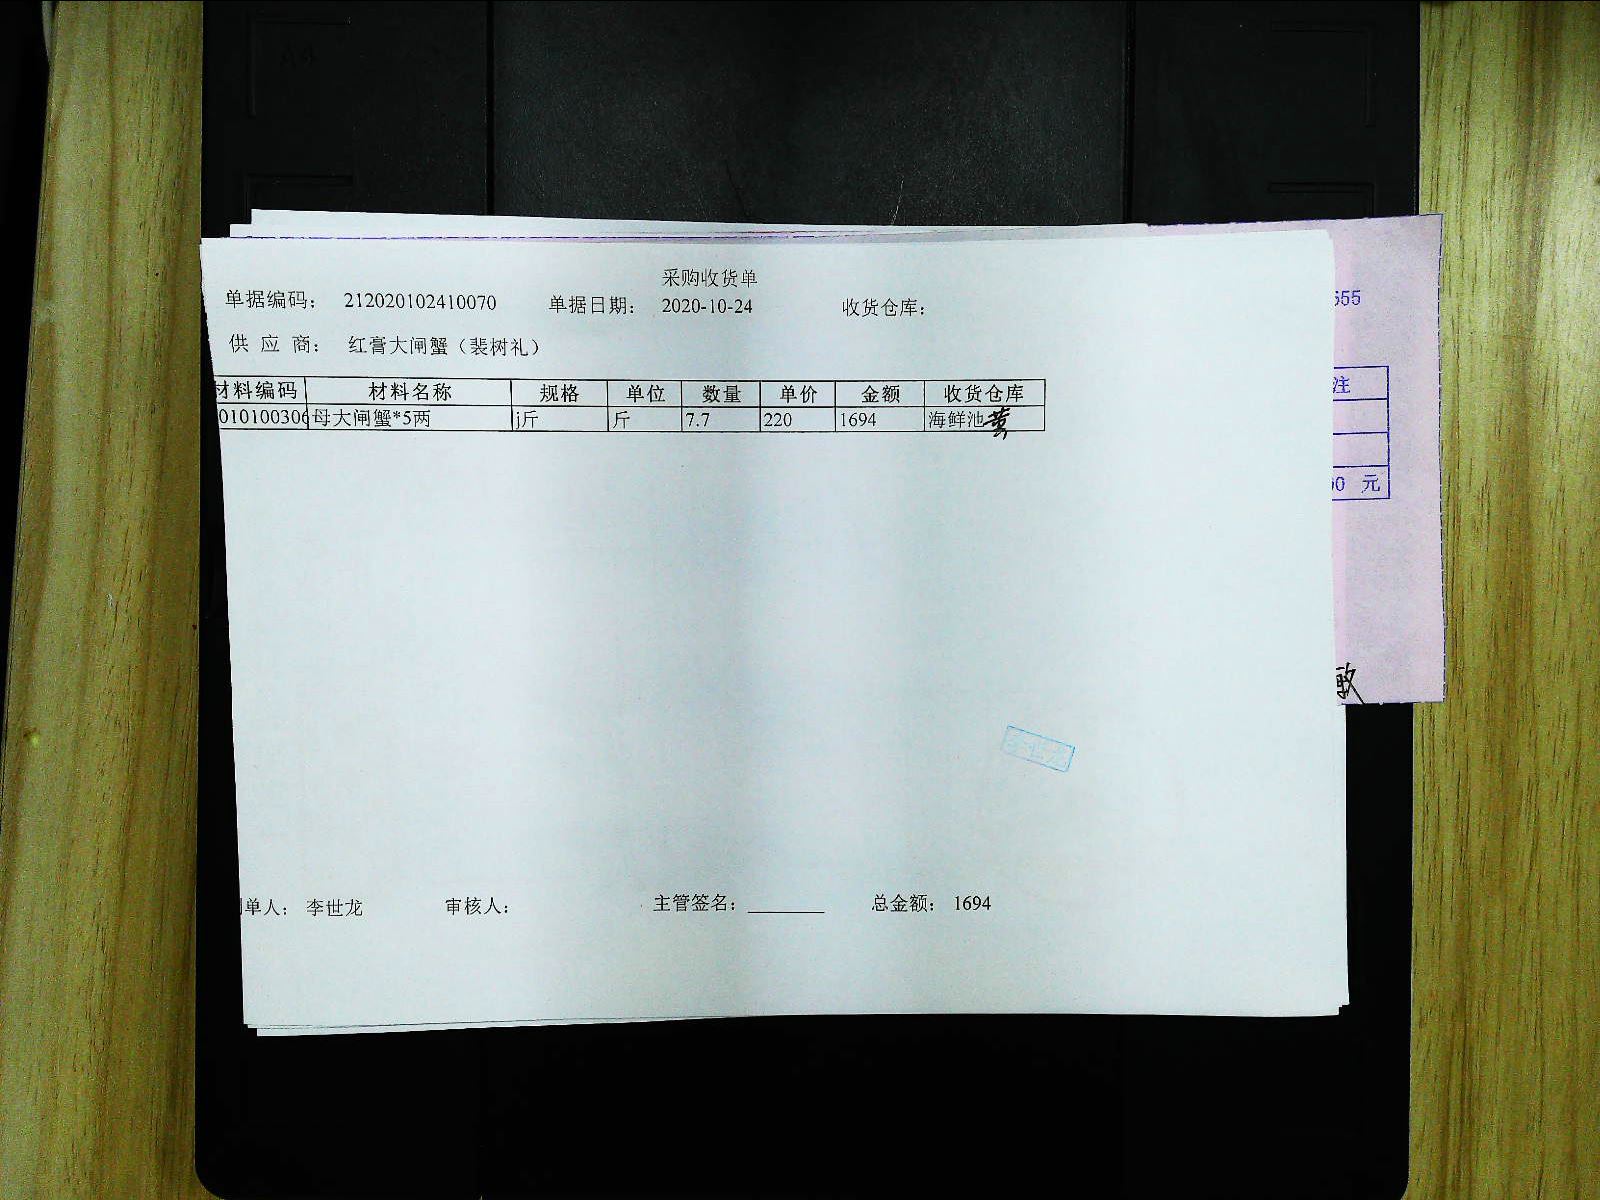 采购收货单
单据编码： 212020102410070 单据日期： 2020-10-24 收货仓库：
供 应 商： 红膏大闸蟹（裴树礼）
材料编码 材料名称 规格 单位 数量 单价 金额 收货仓库
010100306 母大闸蟹*5两 j斤 斤 7.7 220 1694 海鲜池
单人： 李世龙 审核人： 主管签名： 总金额： 1694
555
注
00 元
敏